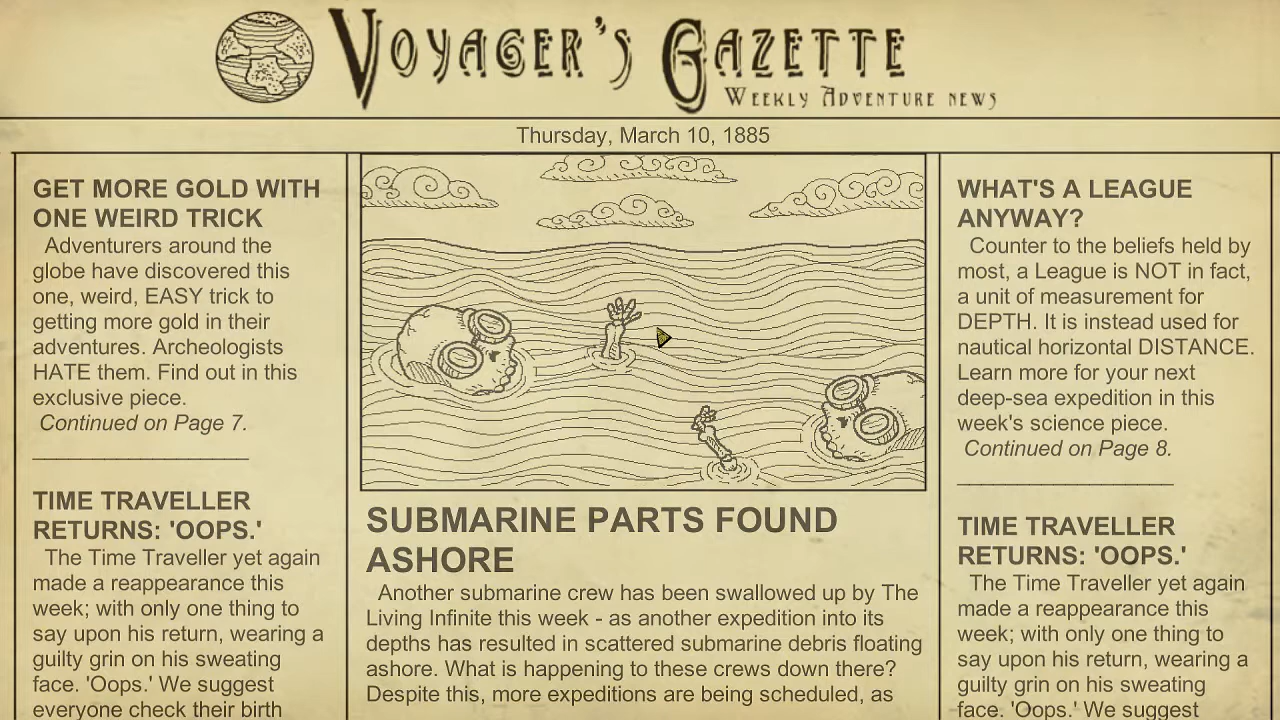 VOYAGER'S GAZETTE
WEEKLY ADVENTURE NEWS
Thursday, March 10, 1885
GET MORE GOLD WITH
ONE WEIRD TRICK
Adventurers around the
globe have discovered this
one, weird, EASY trick to
getting more gold in their
adventures. Archeologists
HATE them. Find out in this
exclusive piece.
Continued on Page 7.
TIME TRAVELLER
RETURNS: 'OOPS.'
The Time Traveller yet again
made a reappearance this
week; with only one thing to
say upon his return, wearing a
guilty grin on his sweating
face. 'Oops.' We suggest
everyone check their birth
SUBMARINE PARTS FOUND
ASHORE
Another submarine crew has been swallowed up by The
Living Infinite this week - as another expedition into its
depths has resulted in scattered submarine debris floating
ashore. What is happening to these crews down there?
Despite this, more expeditions are being scheduled, as
WHAT'S A LEAGUE
ANYWAY?
Counter to the beliefs held by
most, a League is NOT in fact,
a unit of measurement for
DEPTH. It is instead used for
nautical horizontal DISTANCE.
Learn more for your next
deep-sea expedition in this
week's science piece.
Continued on Page 8.
TIME TRAVELLER
RETURNS: 'OOPS.'
The Time Traveller yet again
made a reappearance this
week; with only one thing to
say upon his return, wearing a
guilty grin on his sweating
face. 'Oops.' We suggest